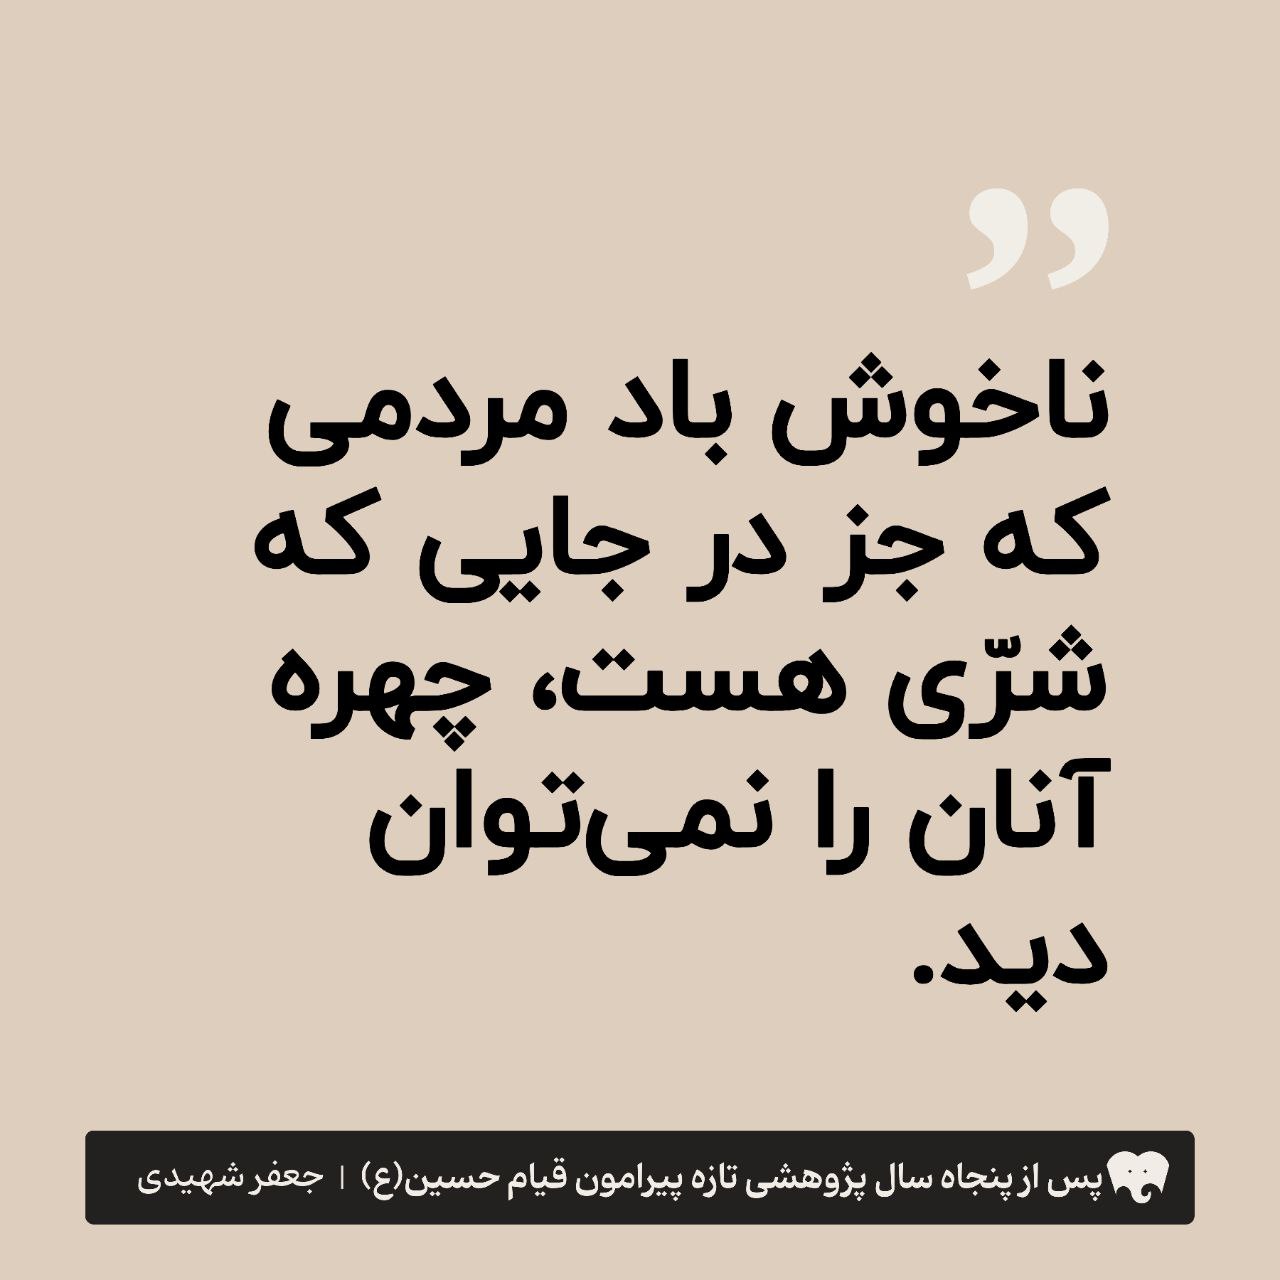 ”
ناخوش باد مردمی
که جز در جایی که
شرّی هست، چهره
آنان را نمی‌توان
دید.
پس از پنجاه سال پژوهشی تازه پیرامون قیام حسین(ع) | جعفر شهیدی